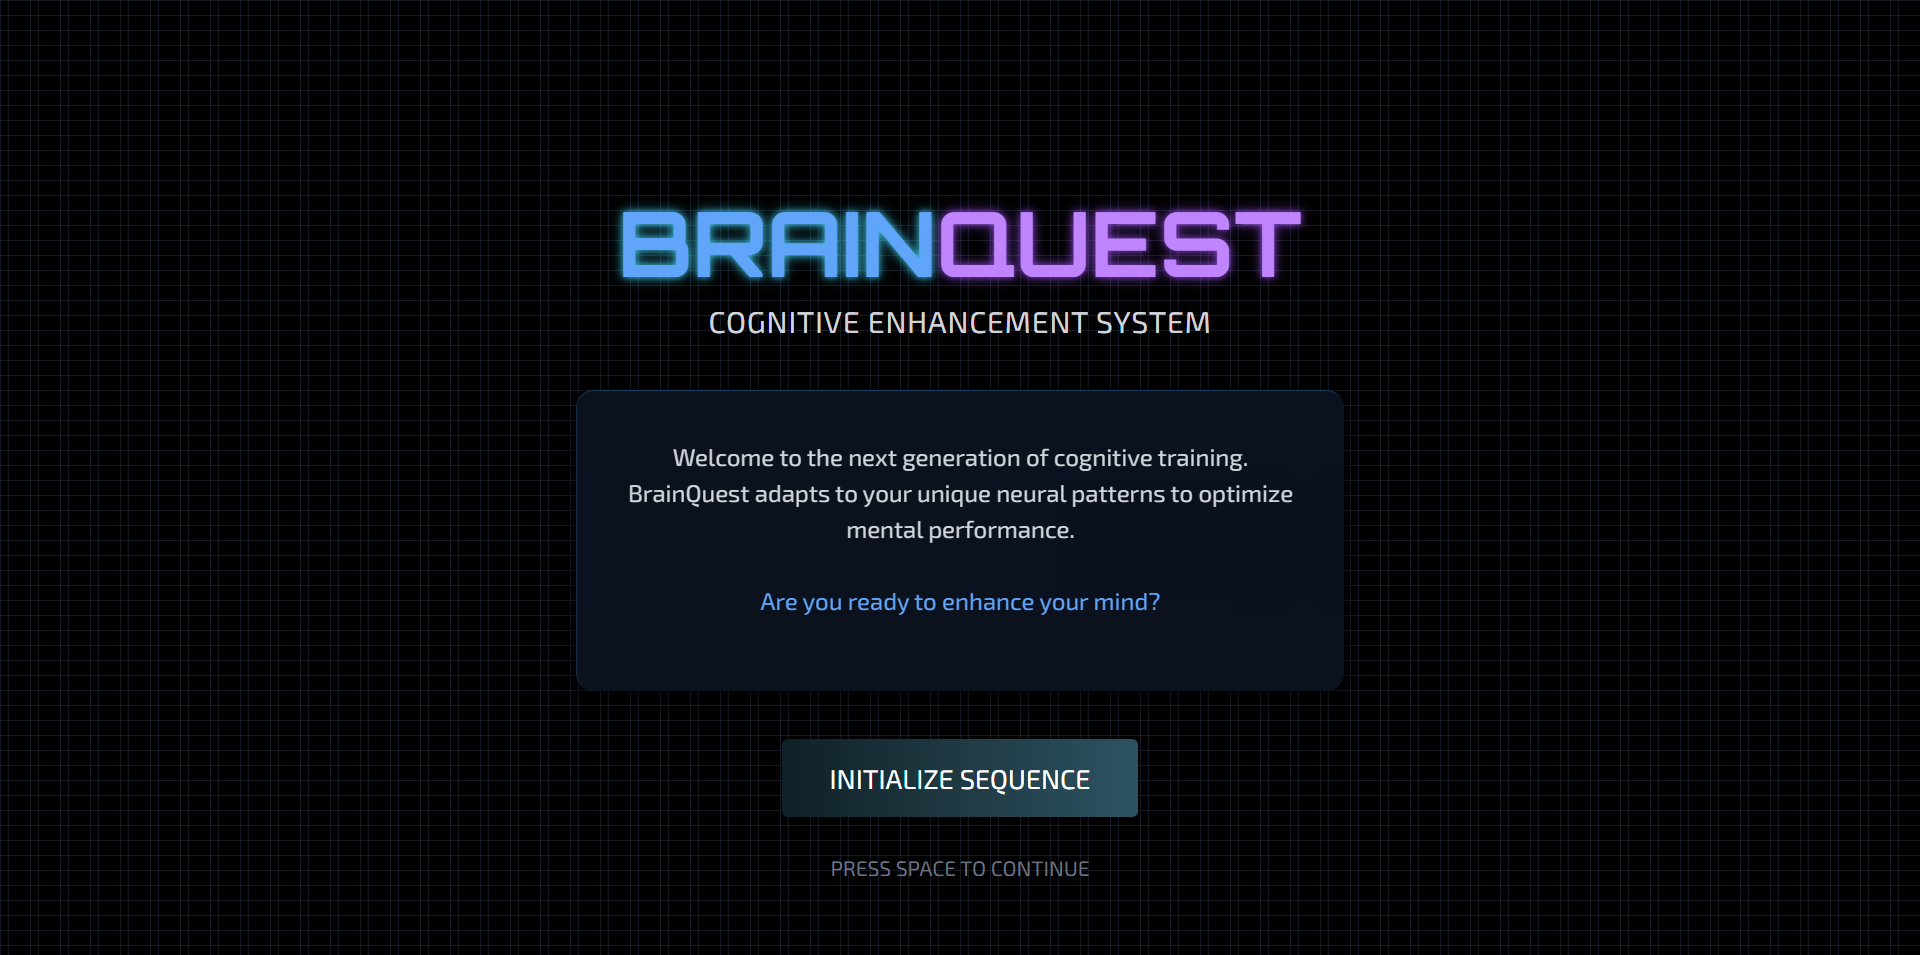 BRAINQUEST
COGNITIVE ENHANCEMENT SYSTEM
Welcome to the next generation of cognitive training.
BrainQuest adapts to your unique neural patterns to optimize
mental performance.
Are you ready to enhance your mind?
INITIALIZE SEQUENCE
PRESS SPACE TO CONTINUE